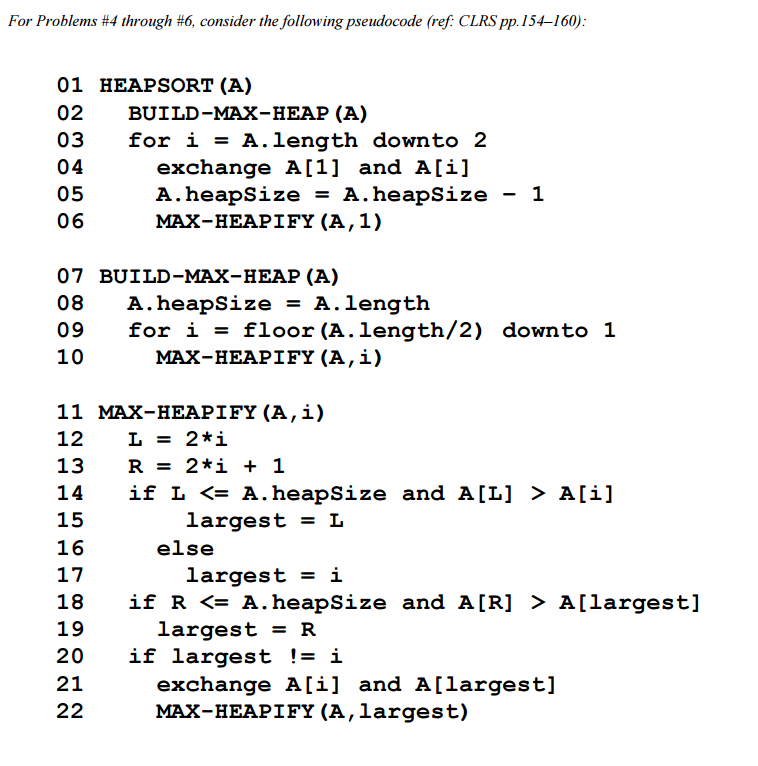 For Problems #4 through #6, consider the following pseudocode (ref: CLRS pp.154–160):
01 HEAPSORT(A)
02 BUILD-MAX-HEAP(A)
03 for i = A.length downto 2
04 exchange A[1] and A[i]
05 A.heapSize = A.heapSize – 1
06 MAX-HEAPIFY(A,1)
07 BUILD-MAX-HEAP(A)
08 A.heapSize = A.length
09 for i = floor(A.length/2) downto 1
10 MAX-HEAPIFY(A,i)
11 MAX-HEAPIFY(A,i)
12 L = 2*i
13 R = 2*i + 1
14 if L <= A.heapSize and A[L] > A[i]
15 largest = L
16 else
17 largest = i
18 if R <= A.heapSize and A[R] > A[largest]
19 largest = R
20 if largest != i
21 exchange A[i] and A[largest]
22 MAX-HEAPIFY(A,largest)